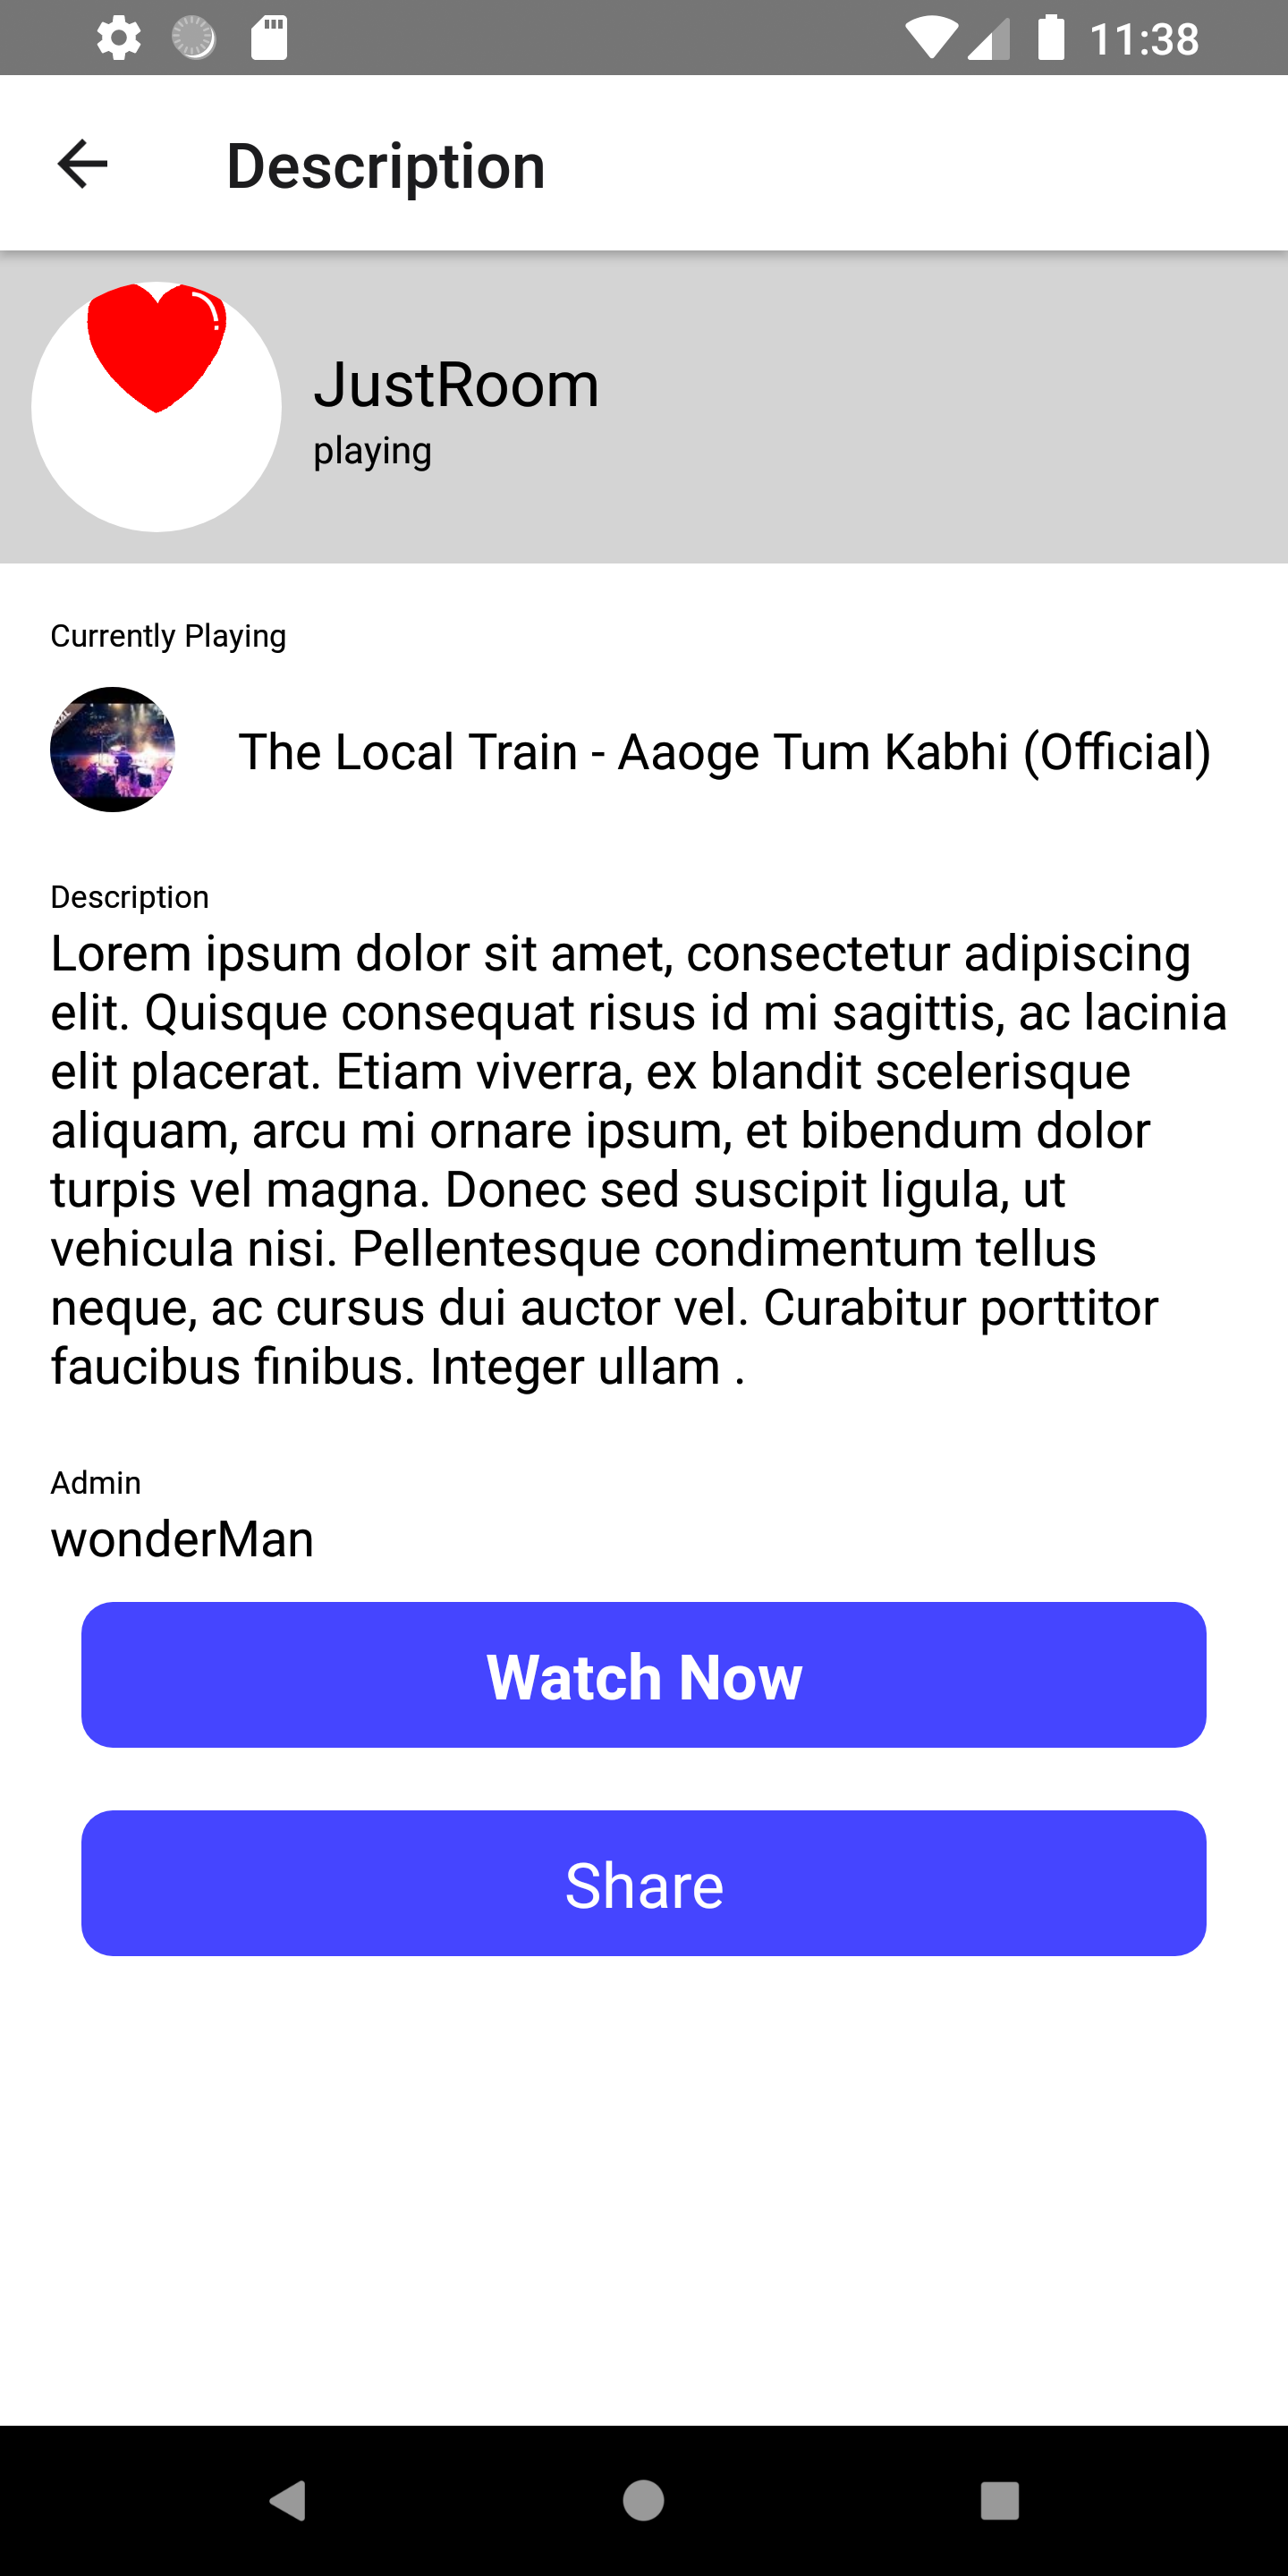 11:38
Description
JustRoom
playing
Currently Playing
The Local Train - Aaoge Tum Kabhi (Official)
Description
Lorem ipsum dolor sit amet, consectetur adipiscing
elit. Quisque consequat risus id mi sagittis, ac lacinia
elit placerat. Etiam viverra, ex blandit scelerisque
aliquam, arcu mi ornare ipsum, et bibendum dolor
turpis vel magna. Donec sed suscipit ligula, ut
vehicula nisi. Pellentesque condimentum tellus
neque, ac cursus dui auctor vel. Curabitur porttitor
faucibus finibus. Integer ullam .
Admin
wonderMan
Watch Now
Share